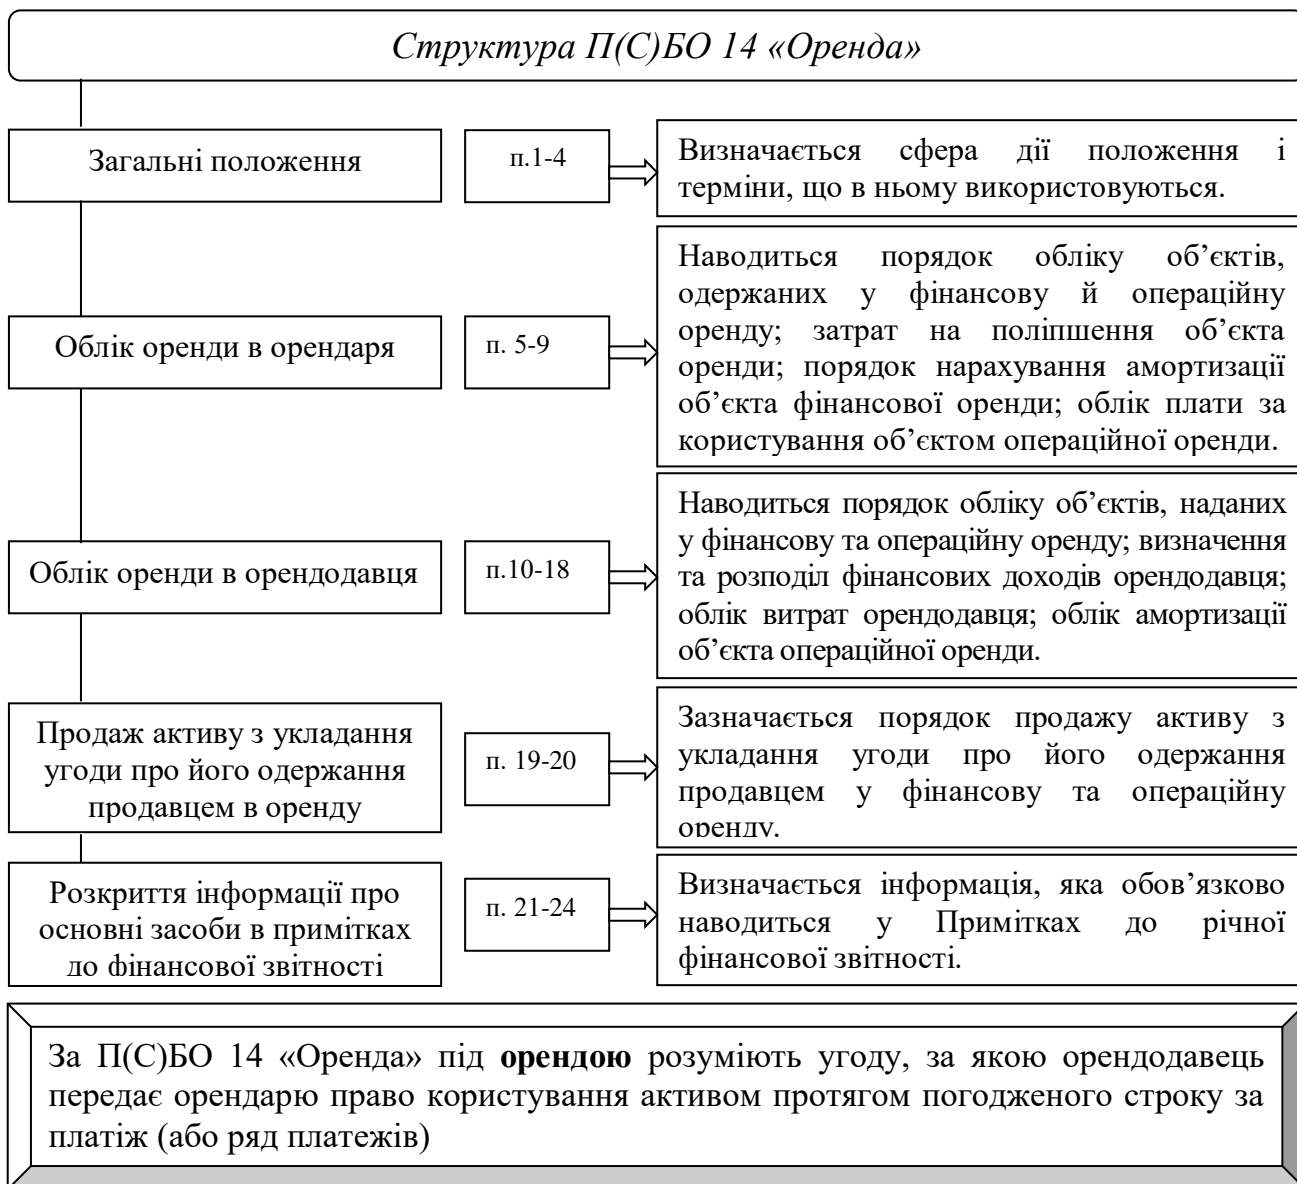 Структура П(С)БО 14 «Оренда»
Загальні положення
п.1-4
Визначається сфера дії положення і
терміни, що в ньому використовуються.
Облік оренди в орендаря
п. 5-9
Наводиться порядок обліку об’єктів,
одержаних у фінансову й операційну
оренду; затрат на поліпшення об’єкта
оренди; порядок нарахування амортизації
об’єкта фінансової оренди; облік плати за
користування об’єктом операційної оренди.
Облік оренди в орендодавця
п.10-18
Наводиться порядок обліку об’єктів, наданих
у фінансову та операційну оренду; визначення
та розподіл фінансових доходів орендодавця;
облік витрат орендодавця; облік амортизації
об’єкта операційної оренди.
Продаж активу з укладання
угоди про його одержання
продавцем в оренду
п. 19-20
Зазначається порядок продажу активу з
укладання угоди про його одержання
продавцем у фінансову та операційну
оренду.
Розкриття інформації про
основні засоби в примітках
до фінансової звітності
п. 21-24
Визначається інформація, яка обов’язково
наводиться у Примітках до річної
фінансової звітності.
За П(С)БО 14 «Оренда» під орендою розуміють угоду, за якою орендодавець
передає орендарю право користування активом протягом погодженого строку за
платіж (або ряд платежів)